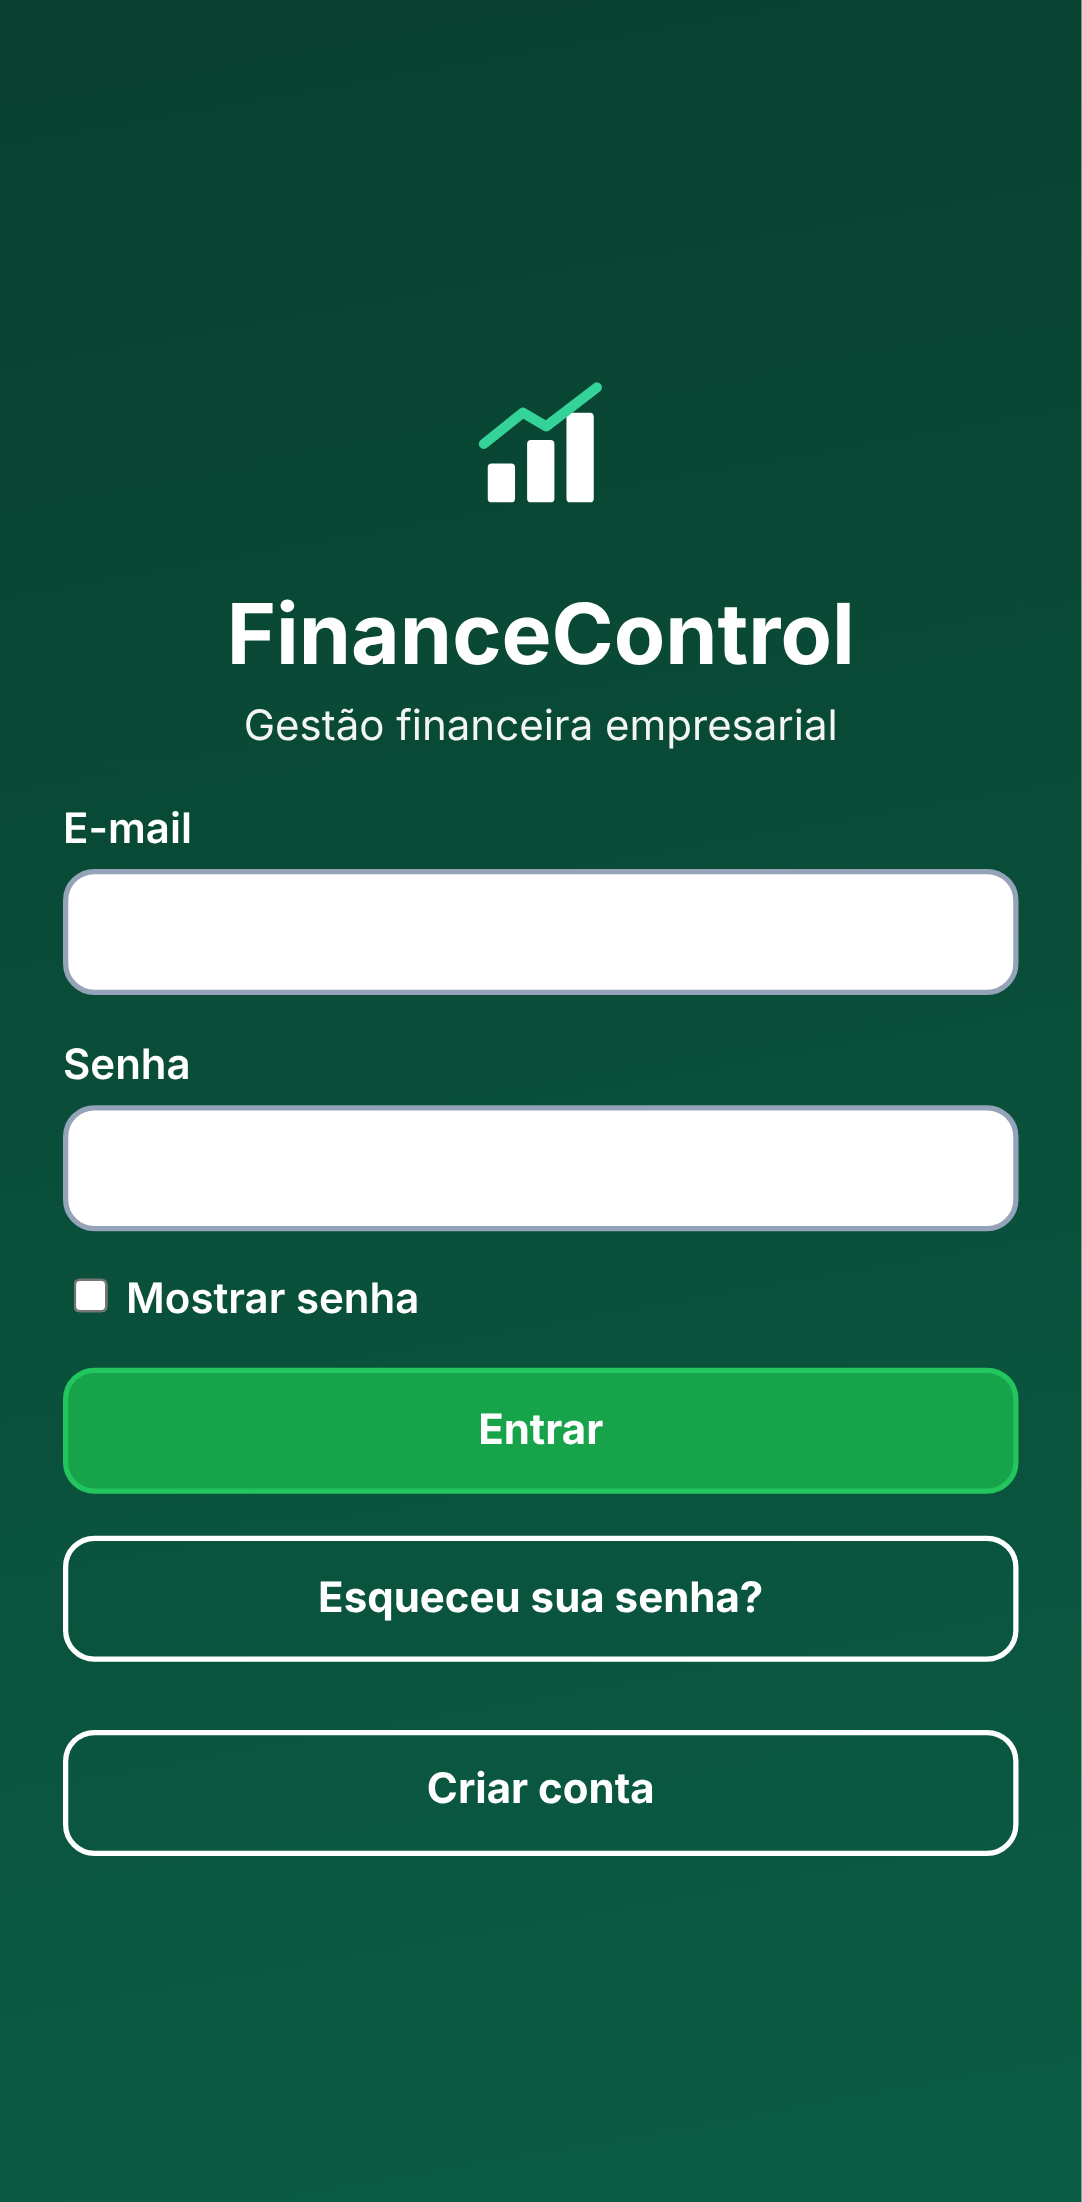 FinanceControl
Gestão financeira empresarial
E-mail
Senha
Mostrar senha
Entrar
Esqueceu sua senha?
Criar conta